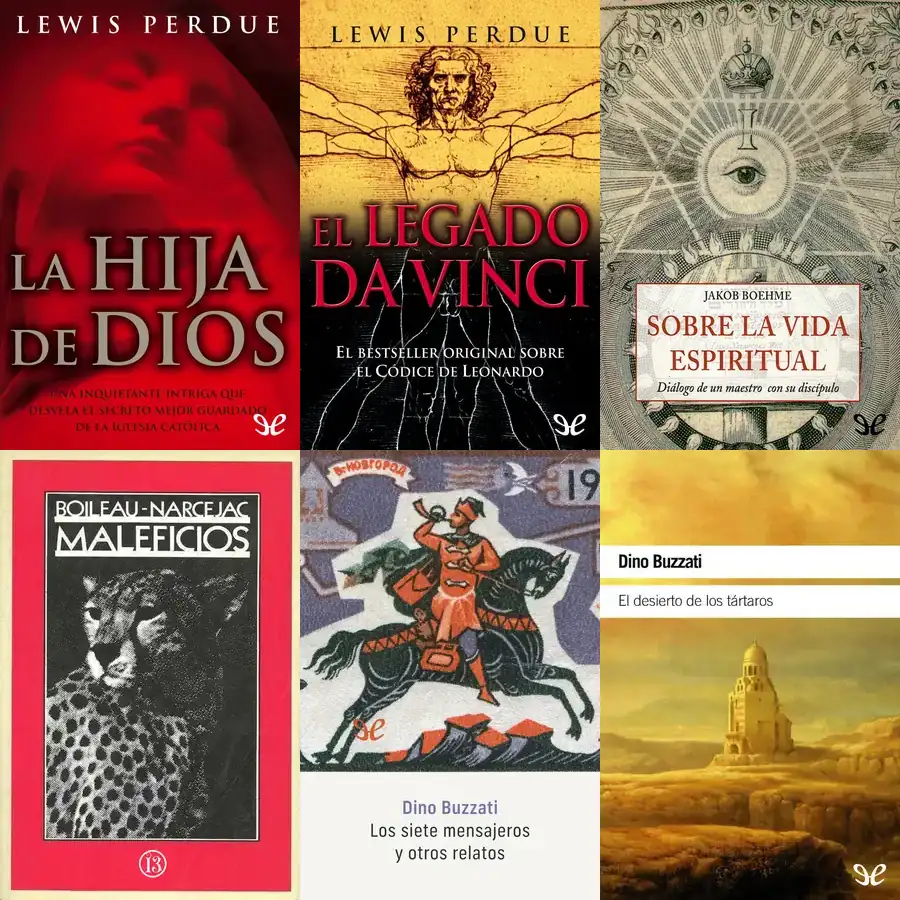 LEWIS PERDUE
LA HIJA
DE DIOS
UNA INQUIETANTE INTRIGA QUE
DESVELA EL SECRETO MEJOR GUARDADO
DE LA IGLESIA CATÓLICA
LEWIS PERDUE
EL LEGADO
DA VINCI
EL BESTSELLER ORIGINAL SOBRE
EL CÓDICE DE LEONARDO
JAKOB BOEHME
SOBRE LA VIDA
ESPIRITUAL
Diálogo de un maestro con su discípulo
BOILEAU-NARCEJAC
MALEFICIOS
13
В-НОВГОРОД
19
Dino Buzzati
Los siete mensajeros
y otros relatos
Dino Buzzati
El desierto de los tártaros